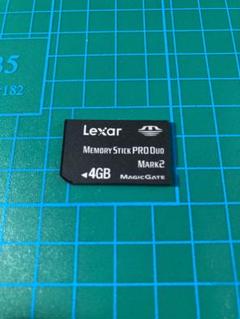 35
182
Lexar
MEMORY STICK PRO DUO
MARK2
◄4GB
MAGICGATE